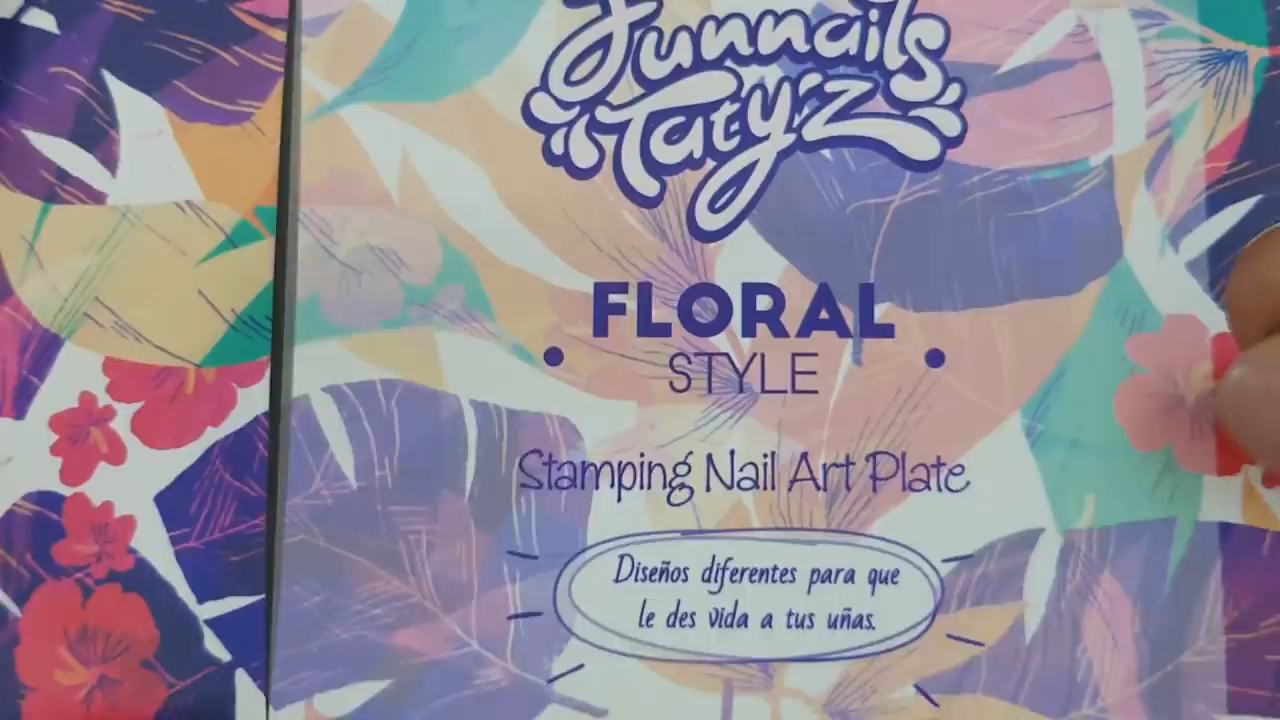 Funnails
Taty'z
FLORAL
STYLE
Stamping Nail Art Plate
Diseños diferentes para que
le des vida a tus uñas.